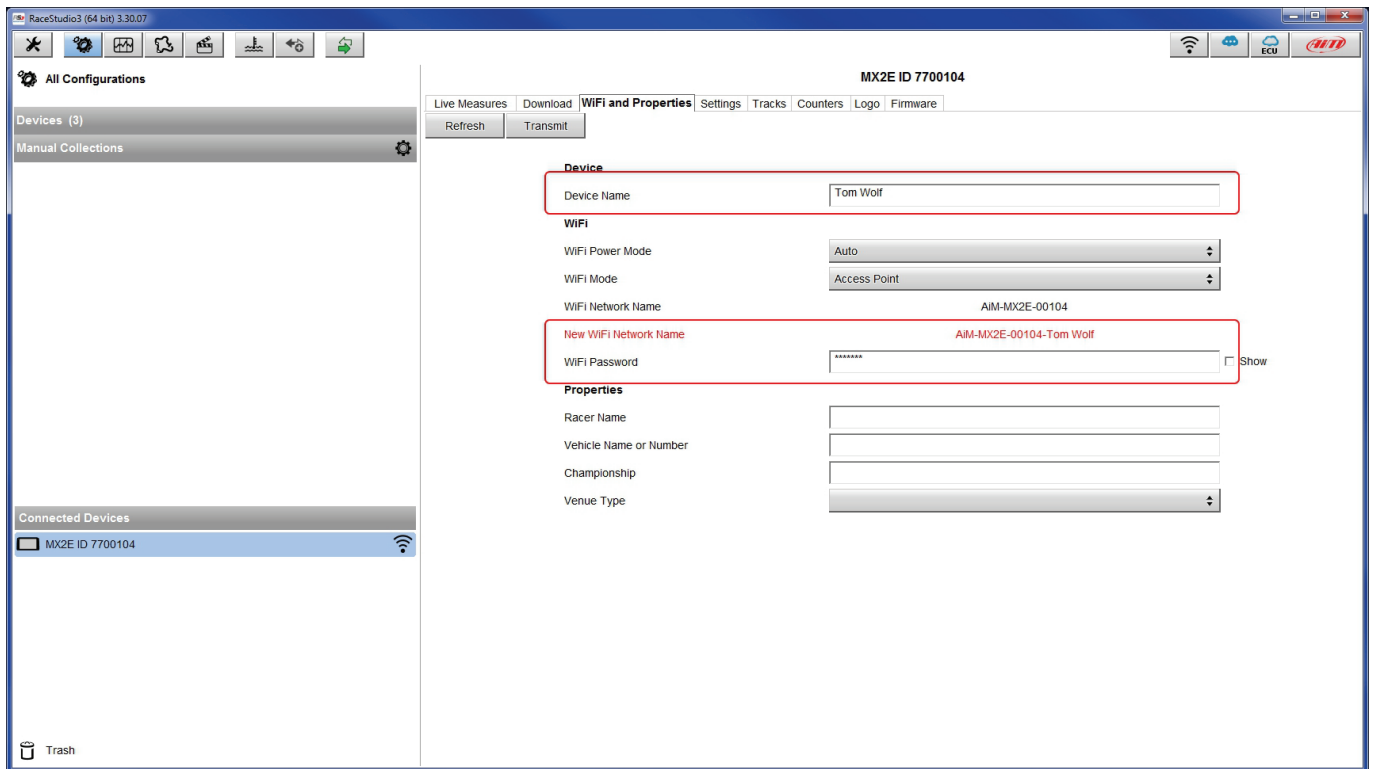 RaceStudio3 (64 bit) 3.30.07
ECU
AiM
All Configurations
MX2E ID 7700104
Live Measures Download WiFi and Properties Settings Tracks Counters Logo Firmware
Devices (3)
Refresh Transmit
Manual Collections
Device
Device Name Tom Wolf
WiFi
WiFi Power Mode Auto
WiFi Mode Access Point
WiFi Network Name AiM-MX2E-00104
New WiFi Network Name AiM-MX2E-00104-Tom Wolf
WiFi Password ******* Show
Properties
Racer Name
Vehicle Name or Number
Championship
Venue Type
Connected Devices
MX2E ID 7700104
Trash